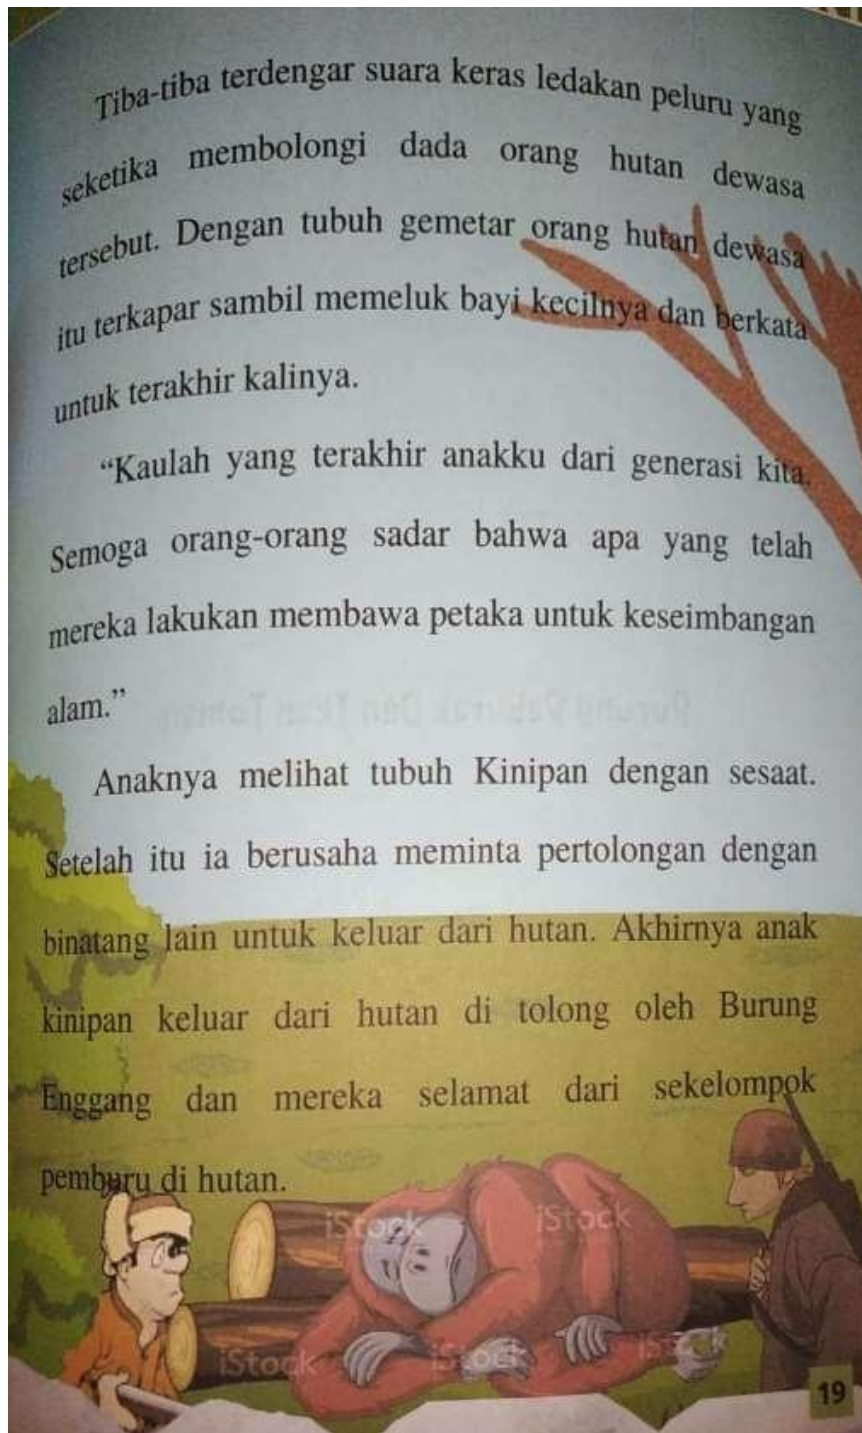 Tiba-tiba terdengar suara keras ledakan peluru yang
seketika membolongi dada orang hutan dewasa
tersebut. Dengan tubuh gemetar orang hutan dewasa
itu terkapar sambil memeluk bayi kecilnya dan berkata
untuk terakhir kalinya.
“Kaulah yang terakhir anakku dari generasi kita.
Semoga orang-orang sadar bahwa apa yang telah
mereka lakukan membawa petaka untuk keseimbangan
alam.”
Anaknya melihat tubuh Kinipan dengan sesaat.
Setelah itu ia berusaha meminta pertolongan dengan
binatang lain untuk keluar dari hutan. Akhirnya anak
kinipan keluar dari hutan di tolong oleh Burung
Enggang dan mereka selamat dari sekelompok
pemburu di hutan.
iStock iStock
iStock iStock iStock
19